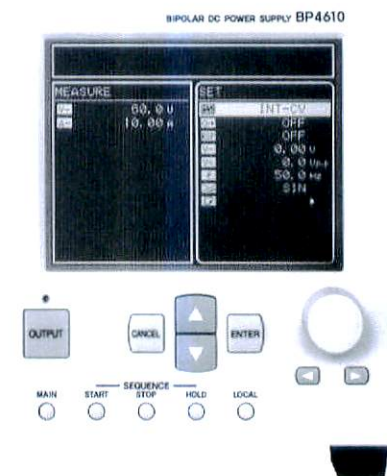 BIPOLAR DC POWER SUPPLY BP4610
MEASURE
60.0 V
10.00 A
SET
INT-CV
OFF
OFF
0.00 V
0.0 Vp-p
50.0 Hz
SIN
OUTPUT
CANCEL
ENTER
SEQUENCE
MAIN START STOP HOLD LOCAL